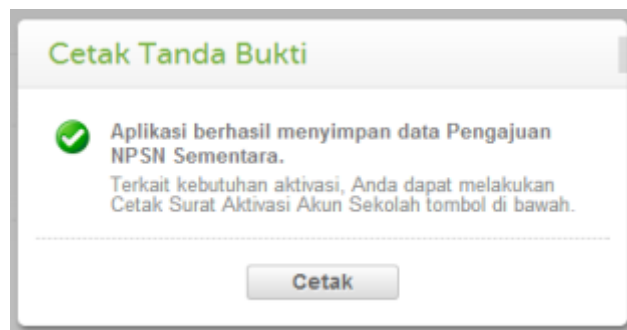 Cetak Tanda Bukti
Aplikasi berhasil menyimpan data Pengajuan
NPSN Sementara.
Terkait kebutuhan aktivasi, Anda dapat melakukan
Cetak Surat Aktivasi Akun Sekolah tombol di bawah.
Cetak